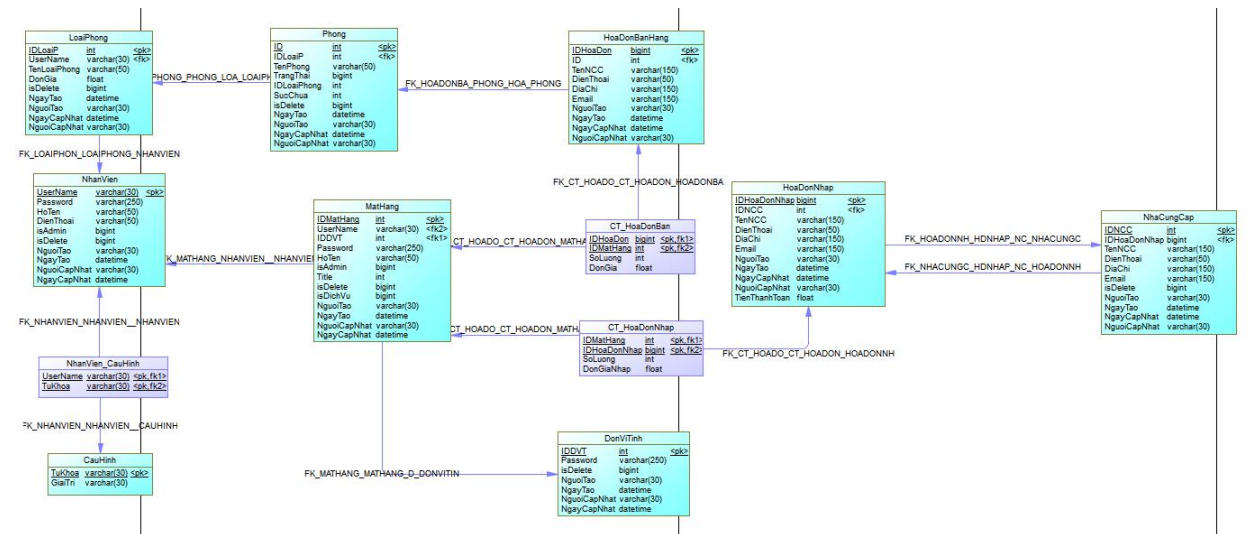 LoaiPhong
IDLoaiP int <pk>
UserName varchar(30) <fk>
TenLoaiPhong varchar(50)
DonGia float
isDelete bigint
NgayTao datetime
NguoiTao varchar(30)
NgayCapNhat datetime
NguoiCapNhat varchar(30)
PHONG_PHONG_LOA_LOAIPH
Phong
ID int <pk>
IDLoaiP int <fk>
TenPhong varchar(50)
TrangThai bigint
IDLoaiPhong int
SucChua int
isDelete bigint
NgayTao datetime
NguoiTao varchar(30)
NgayCapNhat datetime
NguoiCapNhat varchar(30)
FK_HOADONBA_PHONG_HOA_PHONG
HoaDonBanHang
IDHoaDon bigint <pk>
ID int <fk>
TenNCC varchar(150)
DienThoai varchar(50)
DiaChi varchar(150)
Email varchar(150)
NguoiTao varchar(30)
NgayTao datetime
NgayCapNhat datetime
NguoiCapNhat varchar(30)
FK_LOAIPHON_LOAIPHONG_NHANVIEN
NhanVien
UserName varchar(30) <pk>
Password varchar(250)
HoTen varchar(50)
DienThoai varchar(50)
isAdmin bigint
isDelete bigint
NguoiTao varchar(30)
NgayTao datetime
NguoiCapNhat varchar(30)
NgayCapNhat datetime
FK_MATHANG_NHANVIEN__NHANVIEN
MatHang
IDMatHang int <pk>
UserName varchar(30) <fk2>
IDDVT int <fk1>
Password varchar(250)
HoTen varchar(50)
isAdmin bigint
Title int
isDelete bigint
isDichVu bigint
NguoiTao varchar(30)
NgayTao datetime
NguoiCapNhat varchar(30)
NgayCapNhat datetime
FK_CT_HOADO_CT_HOADON_HOADONBA
CT_HoaDonBan
IDHoaDon bigint <pk,fk1>
IDMatHang int <pk,fk2>
SoLuong int
DonGia float
CT_HOADO_CT_HOADON_MATHA
HoaDonNhap
IDHoaDonNhap bigint <pk>
IDNCC int <fk>
TenNCC varchar(150)
DienThoai varchar(50)
DiaChi varchar(150)
Email varchar(150)
NguoiTao varchar(30)
NgayTao datetime
NgayCapNhat datetime
NguoiCapNhat varchar(30)
TienThanhToan float
FK_HOADONNH_HDNHAP_NC_NHACUNGC
FK_NHACUNGC_HDNHAP_NC_HOADONNH
NhaCungCap
IDNCC int <pk>
IDHoaDonNhap bigint <fk>
TenNCC varchar(150)
DienThoai varchar(50)
DiaChi varchar(150)
Email varchar(150)
isDelete bigint
NguoiTao varchar(30)
NgayTao datetime
NgayCapNhat datetime
NguoiCapNhat varchar(30)
FK_NHANVIEN_NHANVIEN__NHANVIEN
CT_HOADO_CT_HOADON_MATHA
CT_HoaDonNhap
IDMatHang int <pk,fk1>
IDHoaDonNhap bigint <pk,fk2>
SoLuong int
DonGiaNhap float
FK_CT_HOADO_CT_HOADON_HOADONNH
NhanVien_CauHinh
UserName varchar(30) <pk,fk1>
TuKhoa varchar(30) <pk,fk2>
FK_NHANVIEN_NHANVIEN__CAUHINH
CauHinh
TuKhoa varchar(30) <pk>
GiaiTri varchar(30)
FK_MATHANG_MATHANG_D_DONVITIN
DonViTinh
IDDVT int <pk>
Password varchar(250)
isDelete bigint
NguoiTao varchar(30)
NgayTao datetime
NguoiCapNhat varchar(30)
NgayCapNhat datetime